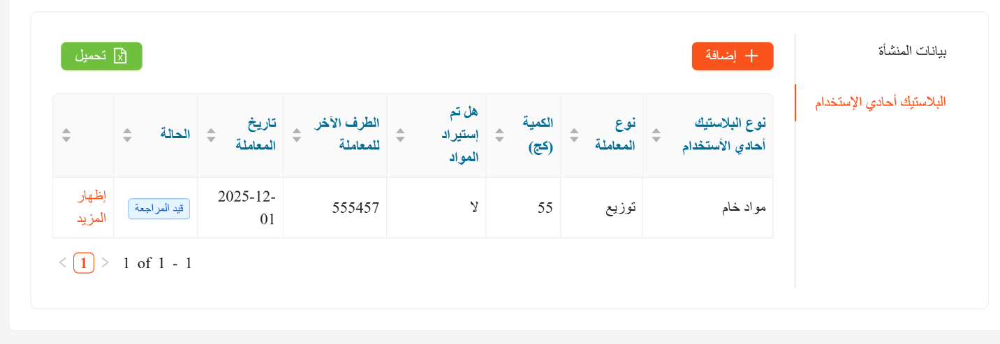 بيانات المنشأة
البلاستيك أحادي الإستخدام
إضافة
تحميل
نوع البلاستيك
أحادي الأستخدام
نوع
المعاملة
الكمية
(كج)
هل تم
إستيراد
المواد
الطرف الآخر
للمعاملة
تاريخ
المعاملة
الحالة
مواد خام
توزيع
55
لا
555457
2025-12-
01
قيد المراجعة
إظهار
المزيد
1
1 of 1 - 1